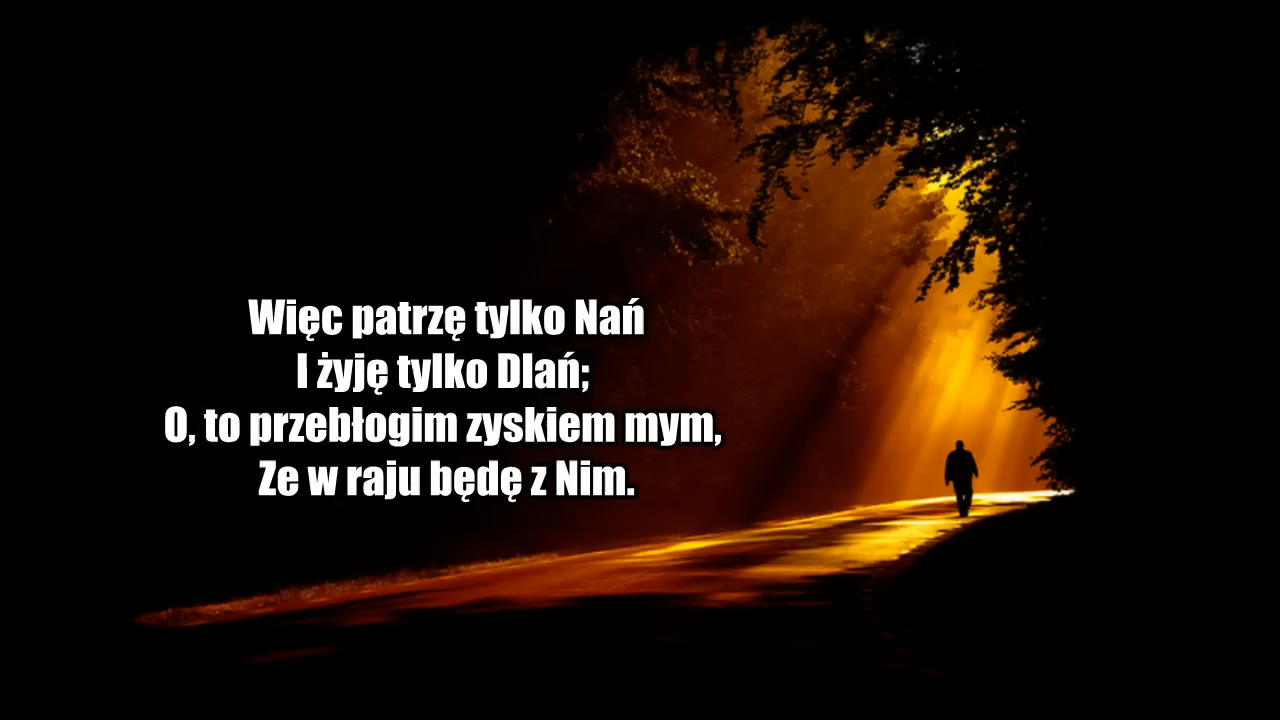 Więc patrzę tylko Nań
I żyję tylko Dlań;
O, to przebłogim zyskiem mym,
Ze w raju będę z Nim.